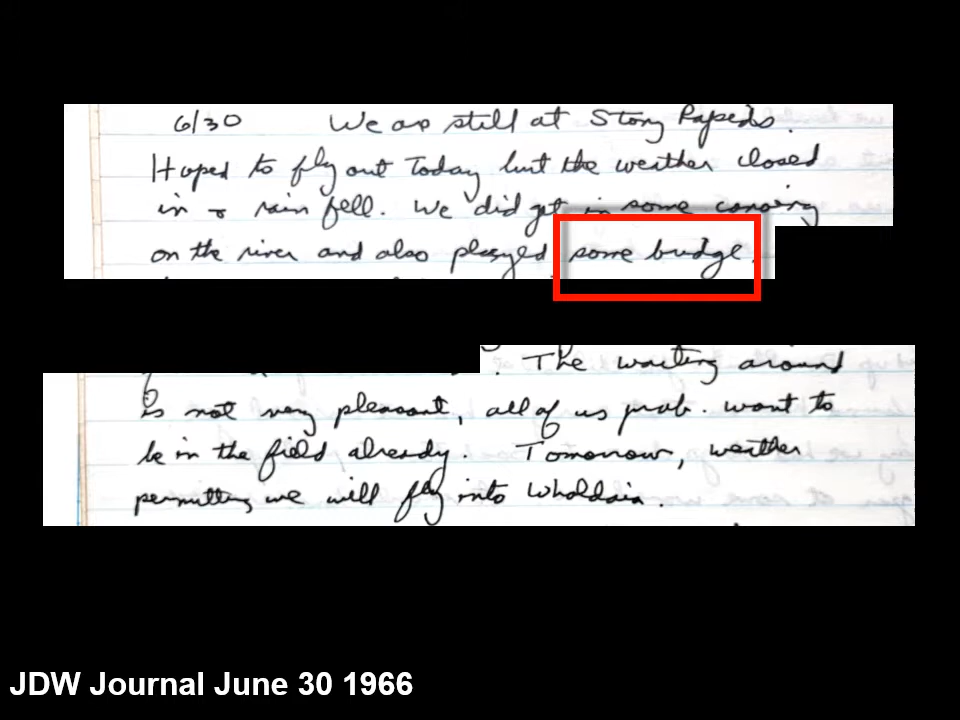 6/30 We are still at Stony Rapids.
Hoped to fly out today but the weather closed
in & rain fell. We did get in some canoeing
on the river and also played some bridge.
. The waiting around
is not very pleasant, all of us prob. want to
be in the field already. Tomorrow, weather
permitting we will fly into Wholdaia.
JDW Journal June 30 1966